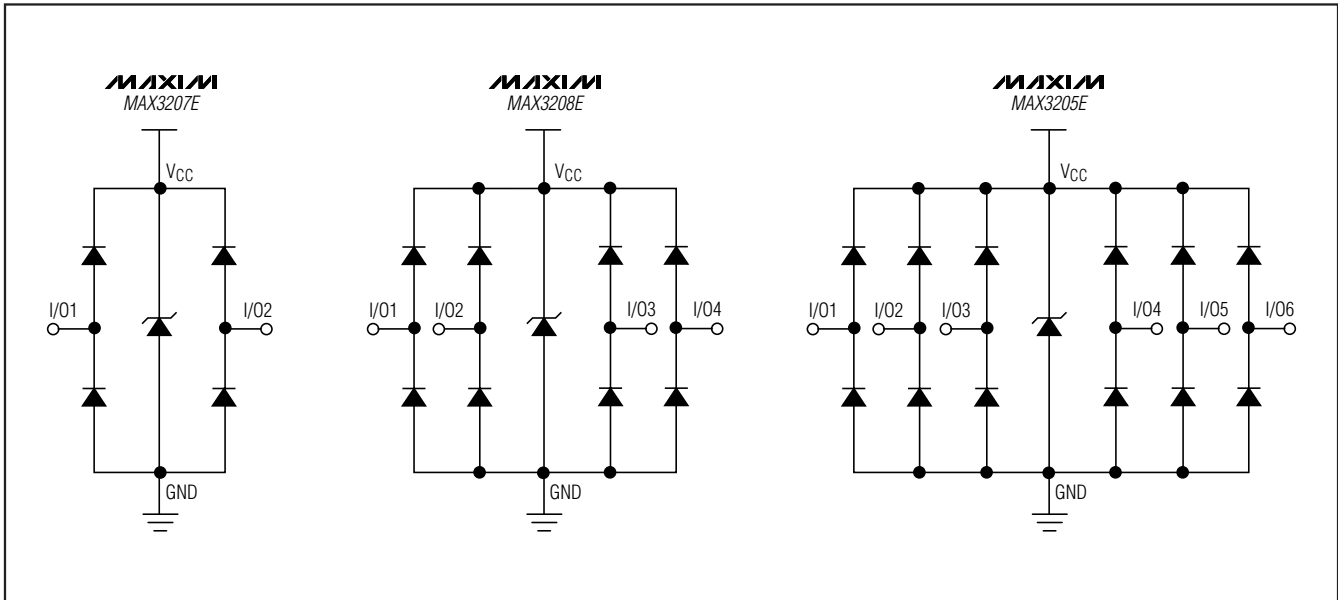 MAXIM
MAX3207E
VCC
I/O1
I/O2
GND
MAXIM
MAX3208E
VCC
I/O1
I/O2
I/O3
I/O4
GND
MAXIM
MAX3205E
VCC
I/O1
I/O2
I/O3
I/O4
I/O5
I/O6
GND